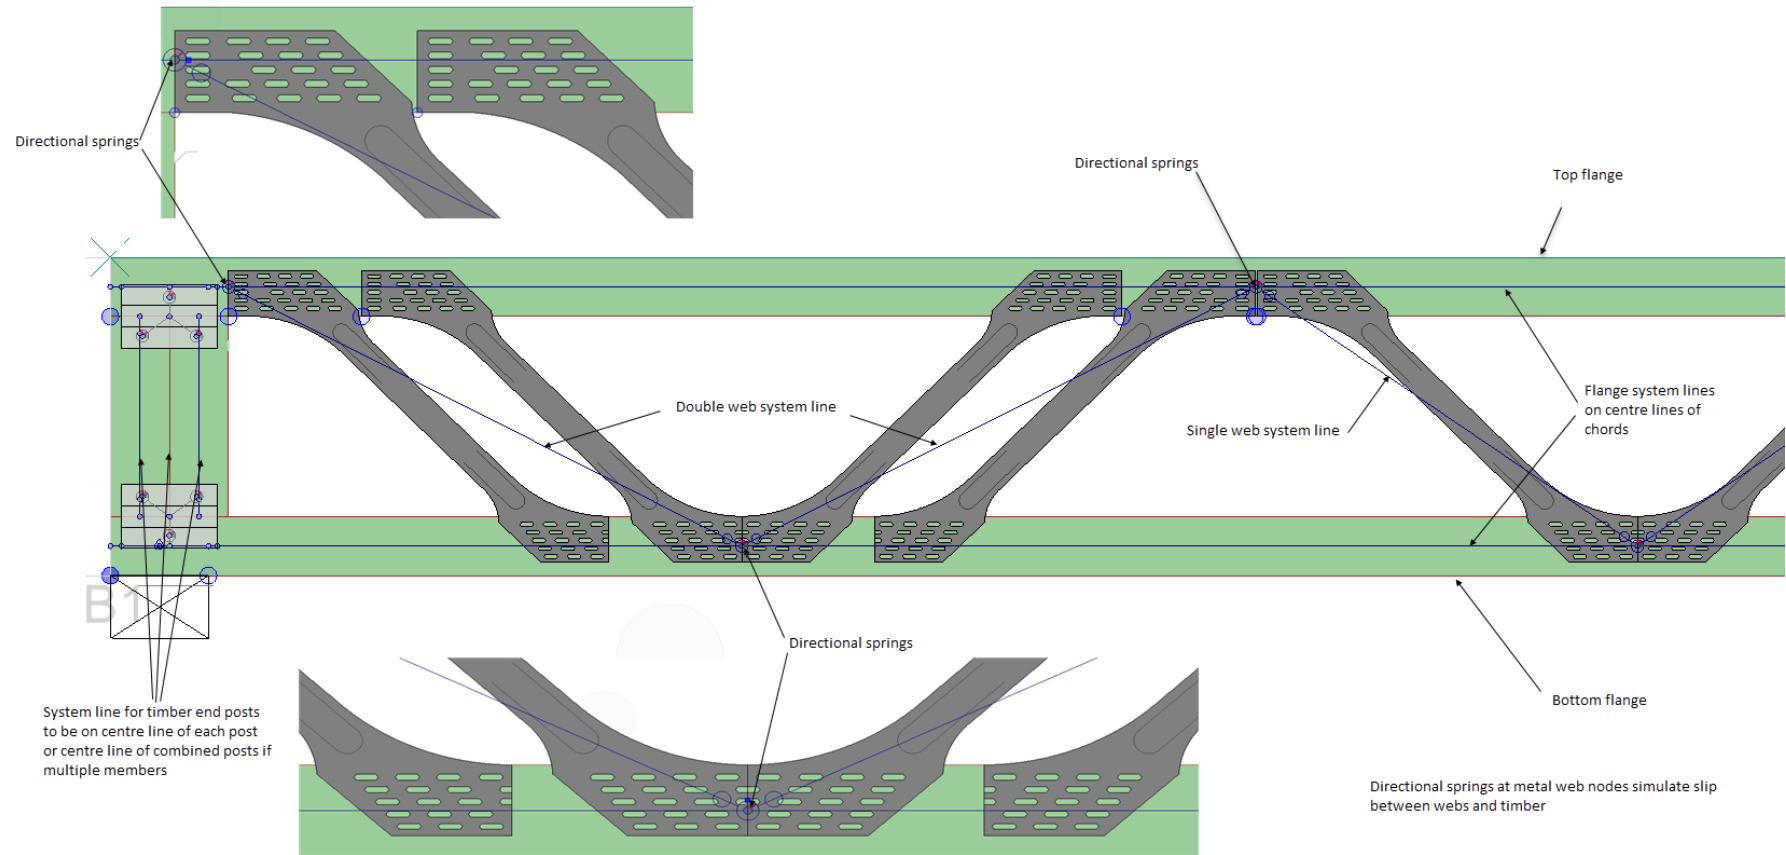 Directional springs
Directional springs
Top flange
Double web system line
Single web system line
Flange system lines
on centre lines of
chords
B1
Directional springs
System line for timber end posts
to be on centre line of each post
or centre line of combined posts if
multiple members
Bottom flange
Directional springs at metal web nodes simulate slip
between webs and timber